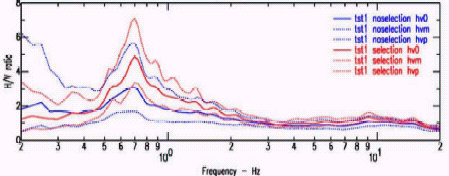 8
6
4
2
0
H/V ratio
tst1 noselection hv0
tst1 noselection hvm
tst1 noselection hvp
tst1 selection hv0
tst1 selection hvm
tst1 selection hvp
2 3 4 5 6 7 8 9 10⁰ 2 3 4 5 6 7 8 9 10¹ 2
Frequency - Hz